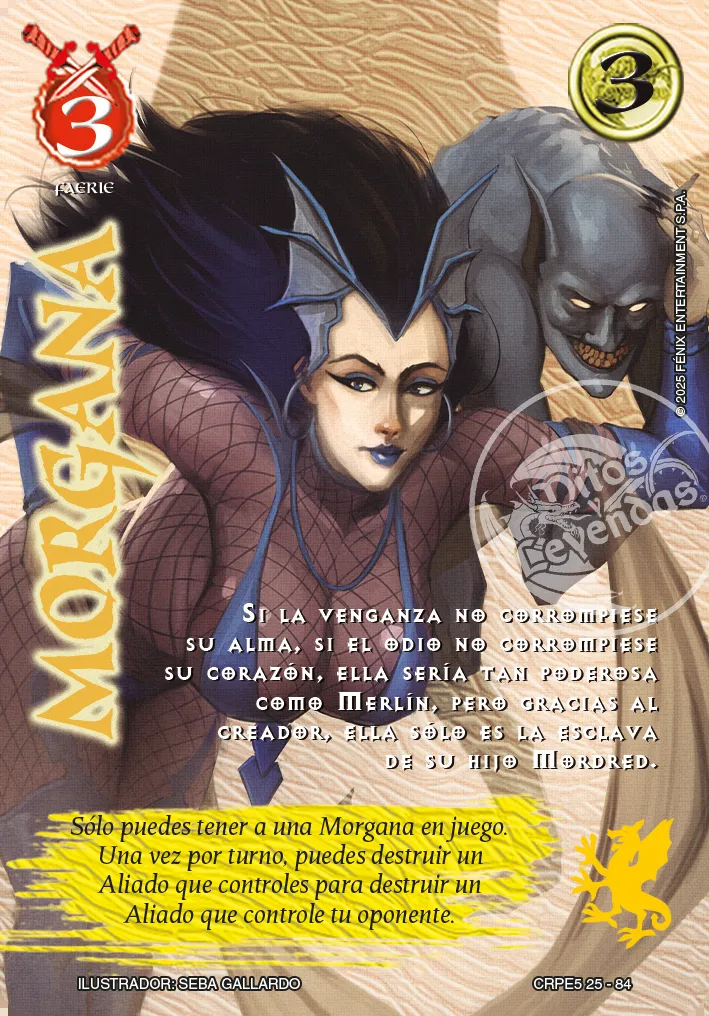 3
3
FAERIE
MORGANA
© 2025 FÉNIX ENTERTAINMENT S.P.A.
Mitos
y
Leyendas®
Si la venganza no corrompiese
su alma, si el odio no corrompiese
su corazón, ella sería tan poderosa
como Merlín, pero gracias al
creador, ella sólo es la esclava
de su hijo Mordred.
Sólo puedes tener a una Morgana en juego.
Una vez por turno, puedes destruir un
Aliado que controles para destruir un
Aliado que controle tu oponente.
ILUSTRADOR: SEBA GALLARDO
CRPE5 25 - 84